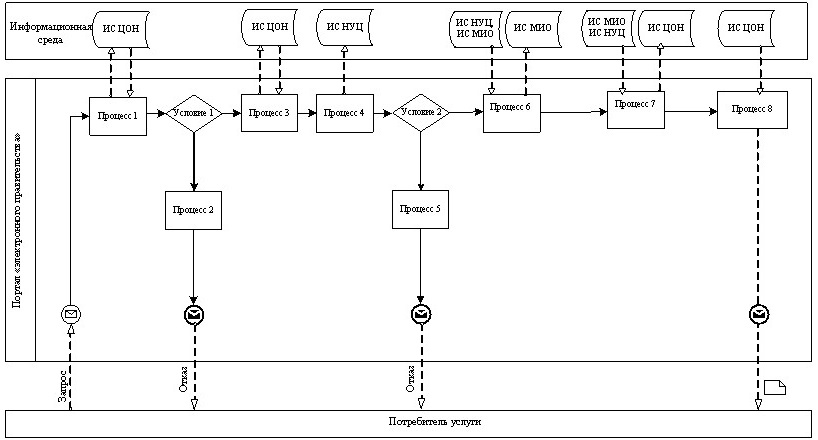 Информационная
среда
ИС ЦОН
ИС ЦОН
ИС НУЦ
ИС НУЦ,
ИС МИО
ИС МИО
ИС МИО
ИС НУЦ
ИС ЦОН
ИС ЦОН
Портал «электронного правительства»
Процесс 1
Условие 1
Процесс 3
Процесс 4
Условие 2
Процесс 6
Процесс 7
Процесс 8
Процесс 2
Процесс 5
Запрос
Отказ
Отказ
Потребитель услуги